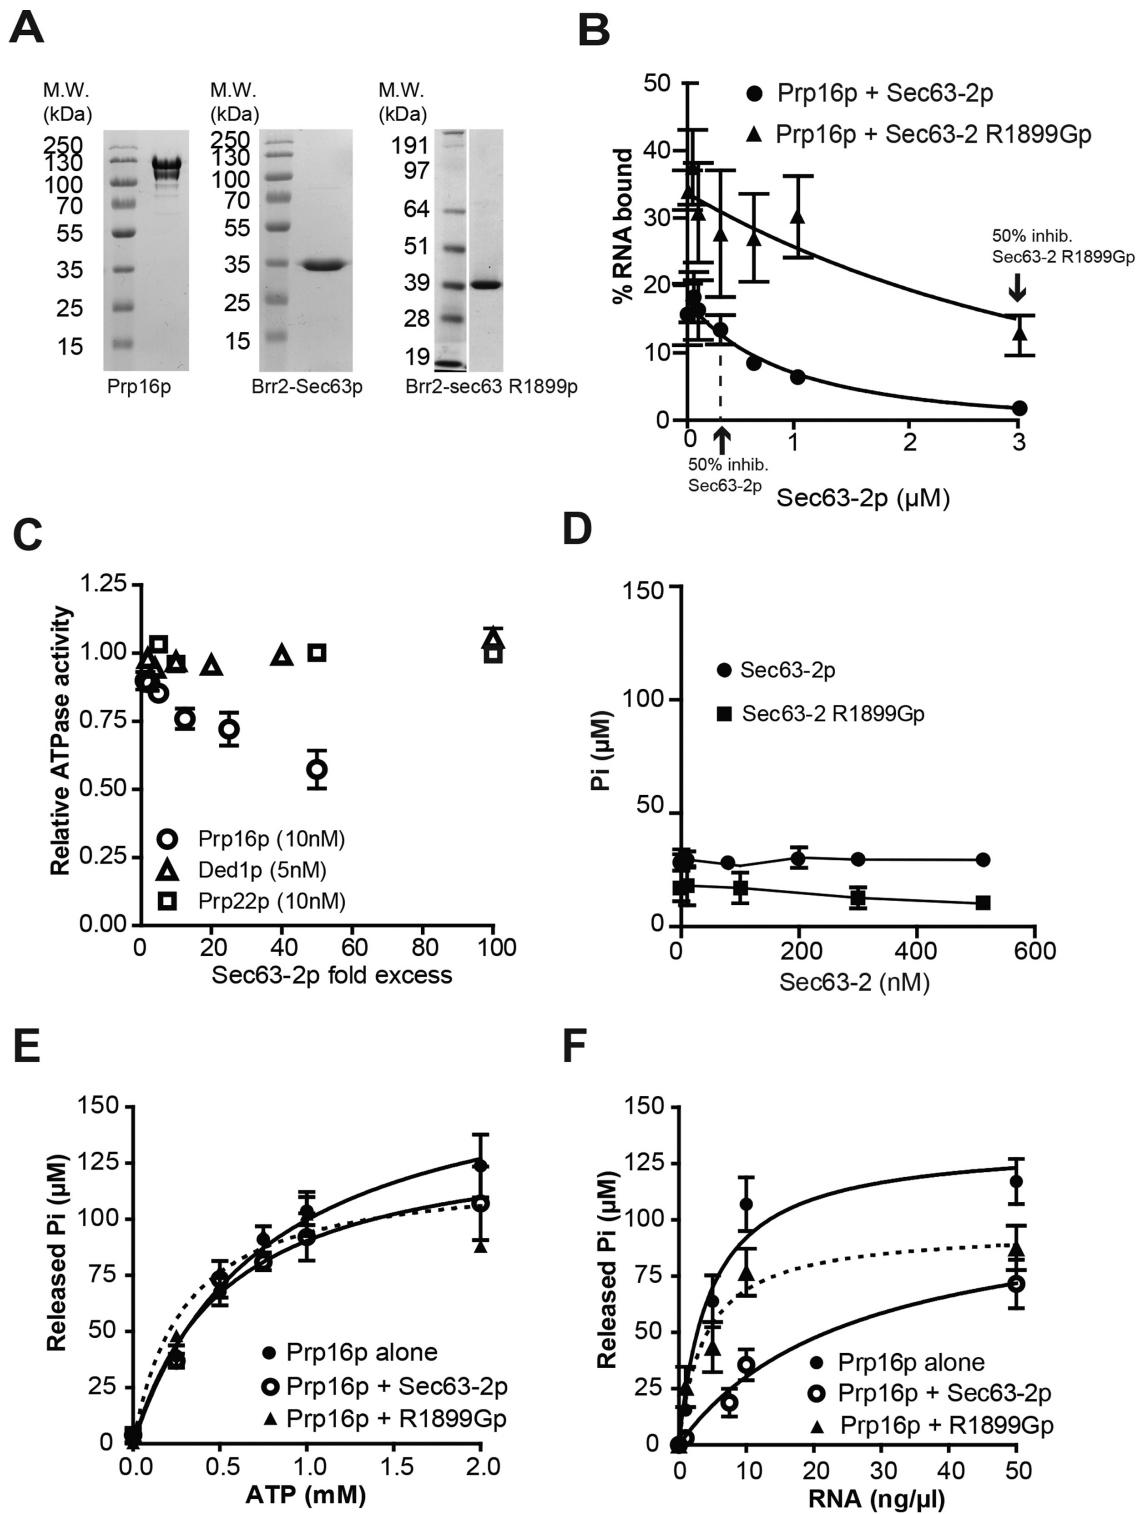 A
M.W.
(kDa)
250
130
100
70
55
35
25
15
Prp16p
M.W.
(kDa)
250
130
100
70
55
35
25
15
Brr2-Sec63p
M.W.
(kDa)
191
97
64
51
39
28
19
Brr2-sec63 R1899p
B
% RNA bound
50
40
30
20
10
0
Prp16p + Sec63-2p
Prp16p + Sec63-2 R1899Gp
50% inhib.
Sec63-2 R1899Gp
0 1 2 3
50% inhib.
Sec63-2p
Sec63-2p (µM)
C
Relative ATPase activity
1.25
1.00
0.75
0.50
0.25
0.00
Prp16p (10nM)
Ded1p (5nM)
Prp22p (10nM)
0 20 40 60 80 100
Sec63-2p fold excess
D
Pi (µM)
150
100
50
0
Sec63-2p
Sec63-2 R1899Gp
0 200 400 600
Sec63-2 (nM)
E
Released Pi (µM)
150
125
100
75
50
25
0
Prp16p alone
Prp16p + Sec63-2p
Prp16p + R1899Gp
0.0 0.5 1.0 1.5 2.0
ATP (mM)
F
Released Pi (µM)
150
125
100
75
50
25
0
Prp16p alone
Prp16p + Sec63-2p
Prp16p + R1899Gp
0 10 20 30 40 50
RNA (ng/µl)